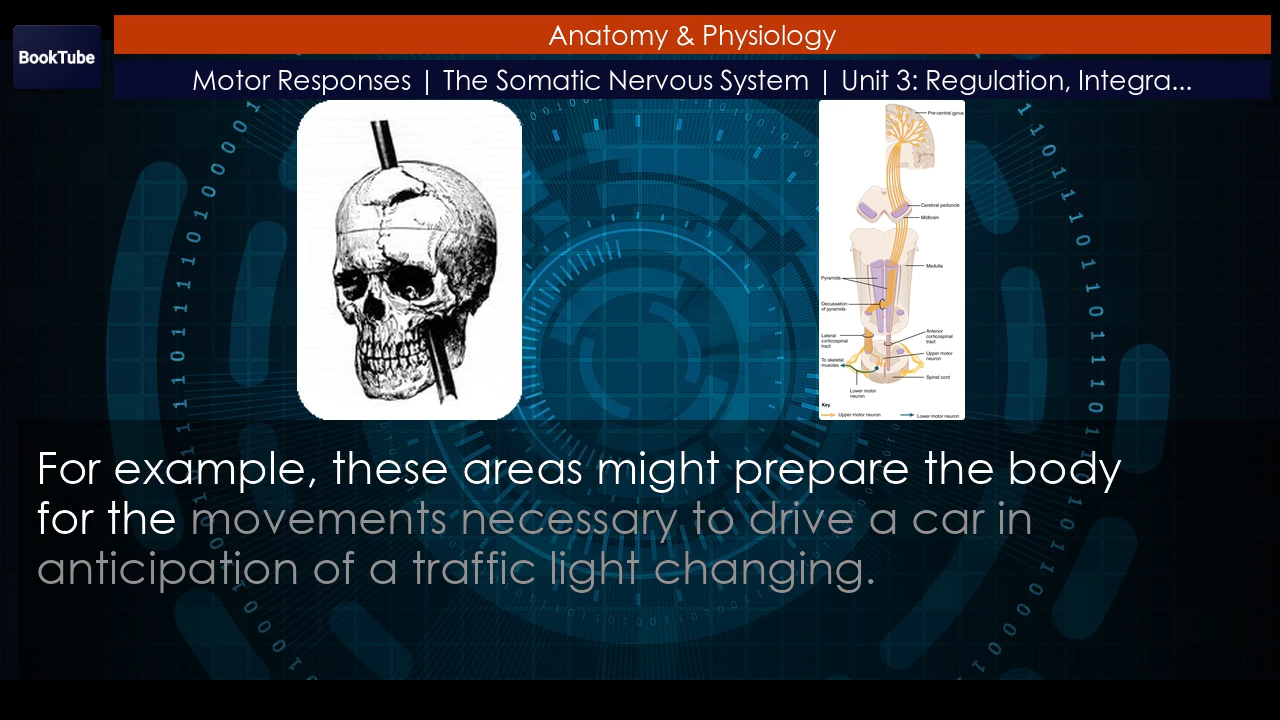 Anatomy & Physiology
BookTube
Motor Responses | The Somatic Nervous System | Unit 3: Regulation, Integra...
Pre-central gyrus
Cerebral peduncle
Midbrain
Medulla
Pyramids
Decussation
of pyramids
Anterior
corticospinal
tract
Lateral
corticospinal
tract
Upper motor
neuron
To skeletal
muscles
Spinal cord
Lower motor
neuron
Key
Upper motor neuron
Lower motor neuron
For example, these areas might prepare the body
for the movements necessary to drive a car in
anticipation of a traffic light changing.